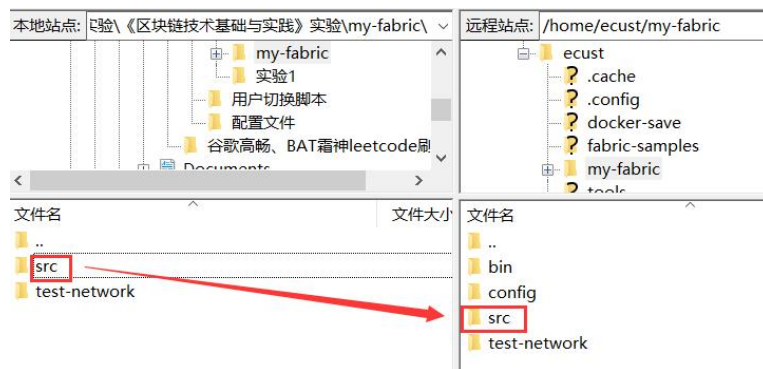 本地站点: 实验\《区块链技术基础与实践》实验\my-fabric\
my-fabric
实验1
用户切换脚本
配置文件
谷歌高畅、BAT霜神leetcode刷
Documents
文件名 文件大小
..
src
test-network
远程站点: /home/ecust/my-fabric
ecust
.cache
.config
docker-save
fabric-samples
my-fabric
tools
文件名
..
bin
config
src
test-network